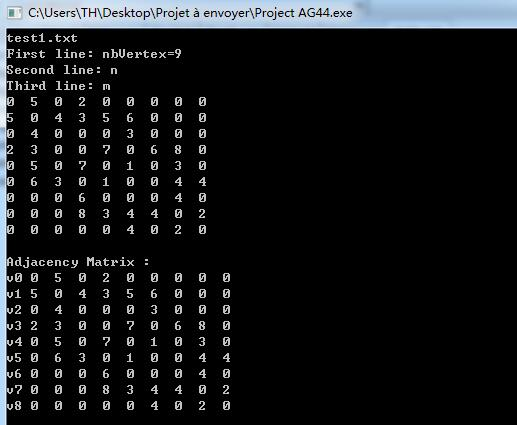 C:\Users\TH\Desktop\Projet à envoyer\Project AG44.exe
test1.txt
First line: nbVertex=9
Second line: n
Third line: m
0 5 0 2 0 0 0 0 0
5 0 4 3 5 6 0 0 0
0 4 0 0 0 3 0 0 0
2 3 0 0 7 0 6 8 0
0 5 0 7 0 1 0 3 0
0 6 3 0 1 0 0 4 4
0 0 0 6 0 0 0 4 0
0 0 0 8 3 4 4 0 2
0 0 0 0 0 4 0 2 0
Adjacency Matrix :
v0 0 5 0 2 0 0 0 0 0
v1 5 0 4 3 5 6 0 0 0
v2 0 4 0 0 0 3 0 0 0
v3 2 3 0 0 7 0 6 8 0
v4 0 5 0 7 0 1 0 3 0
v5 0 6 3 0 1 0 0 4 4
v6 0 0 0 6 0 0 0 4 0
v7 0 0 0 8 3 4 4 0 2
v8 0 0 0 0 0 4 0 2 0